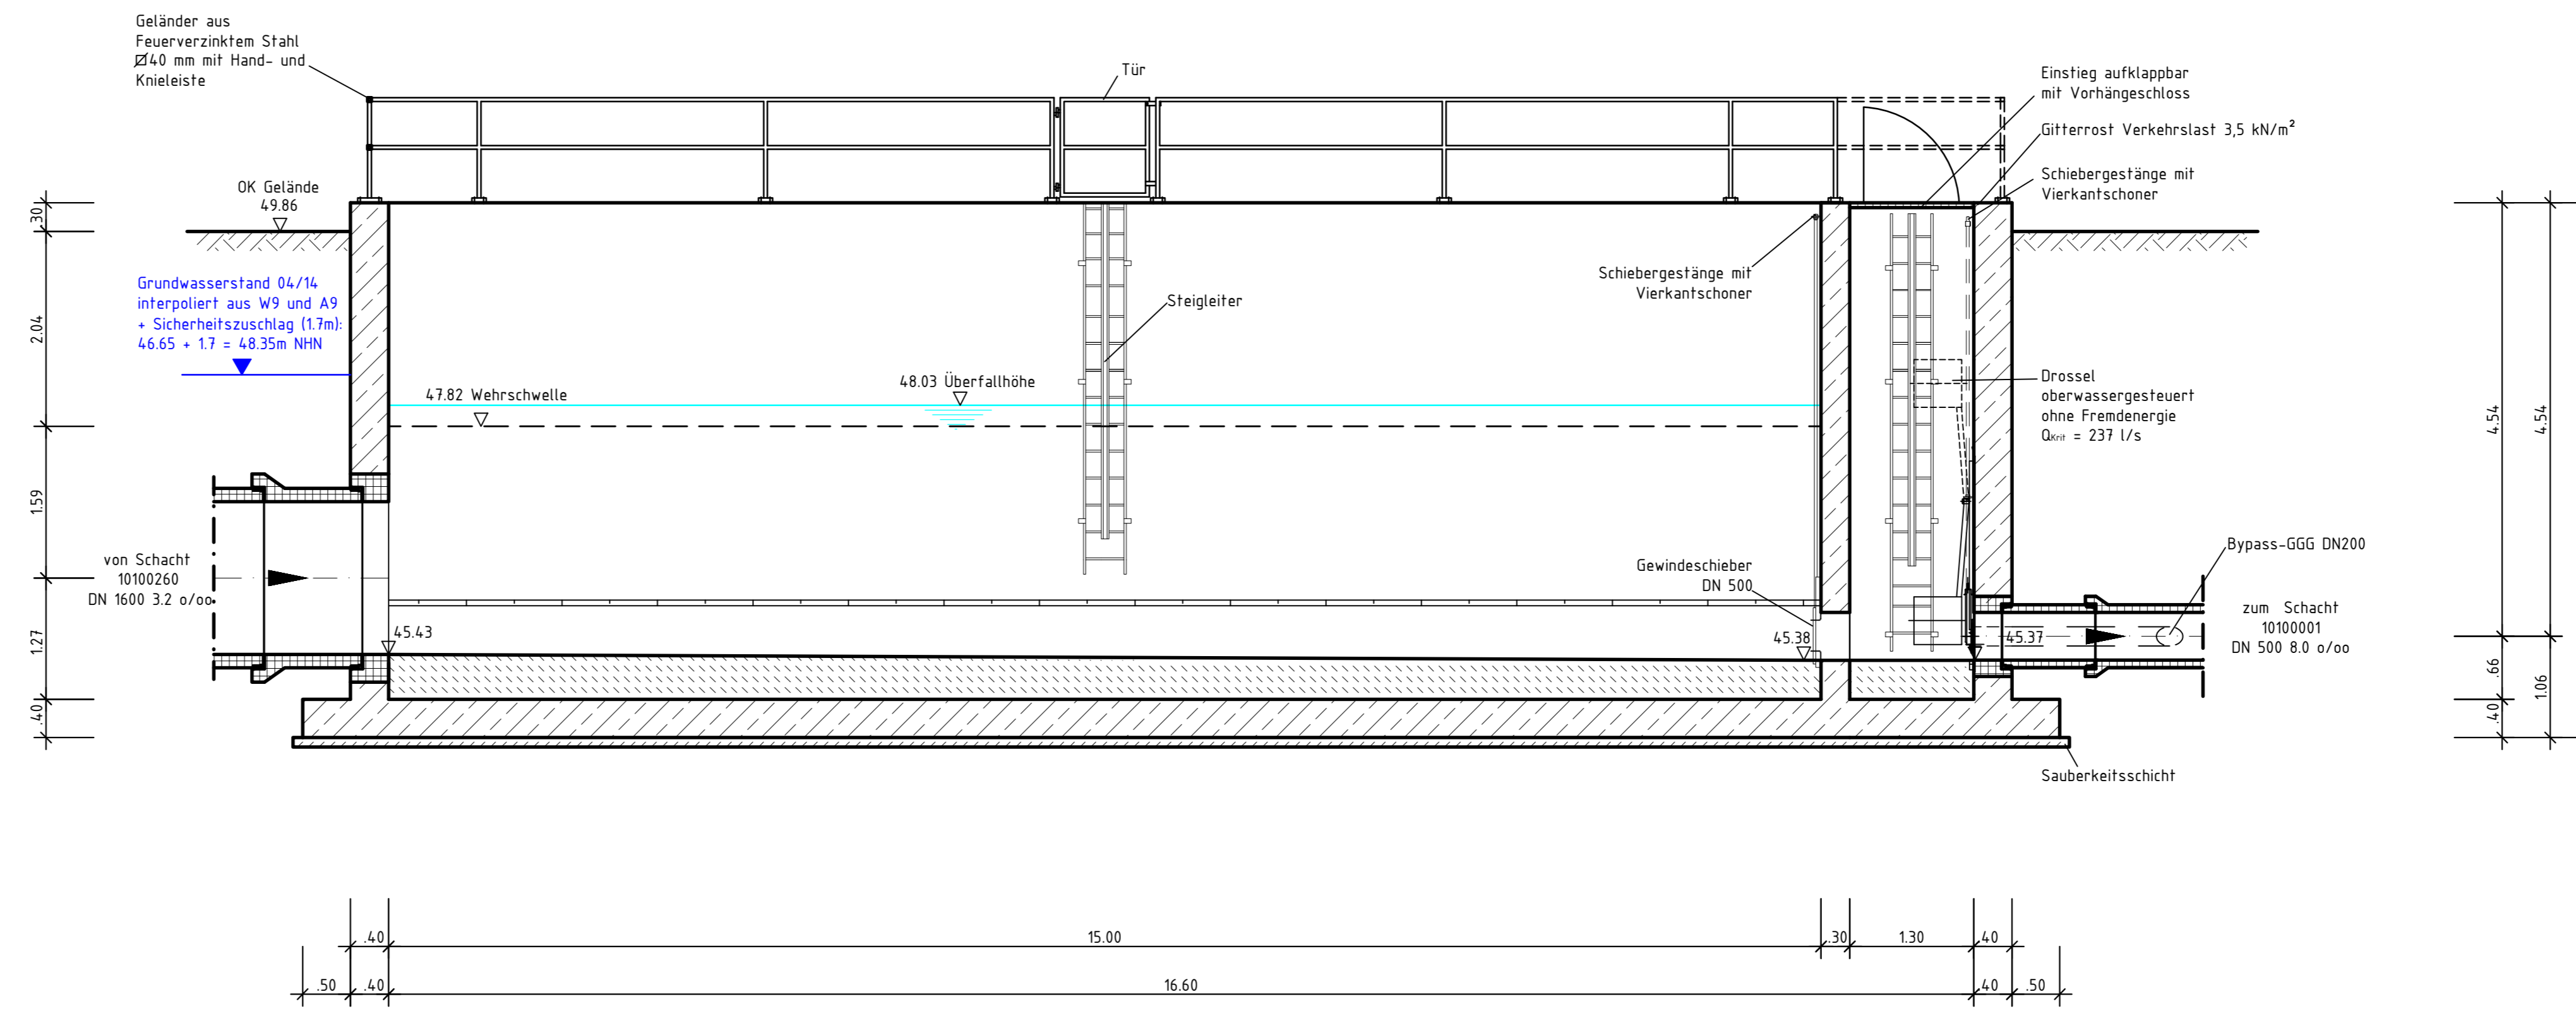 Geländer aus
Feuerverzinktem Stahl
40 mm mit Hand- und
Knieleiste
Tür
Einstieg aufklappbar
mit Vorhängeschloss
Gitterrost Verkehrslast 3,5 kN/m²
Schiebergestänge mit
Vierkantschoner
OK Gelände
49.86
Grundwasserstand 04/14
interpoliert aus W9 und A9
+ Sicherheitszuschlag (1.7m):
46.65 + 1.7 = 48.35m NHN
Schiebergestänge mit
Vierkantschoner
Steigleiter
47.82 Wehrschwelle
48.03 Überfallhöhe
Drossel
oberwassergesteuert
ohne Fremdenergie
QKrit = 237 l/s
von Schacht
10100260
DN 1600 3.2 o/oo
Gewindeschieber
DN 500
Bypass-GGG DN200
zum Schacht
10100001
DN 500 8.0 o/oo
45.43
45.38
45.37
Sauberkeitsschicht
.30
2.04
1.59
1.27
.40
4.54
.66
.40
4.54
1.06
.40
15.00
.30
1.30
40
.50
.40
16.60
40
.50